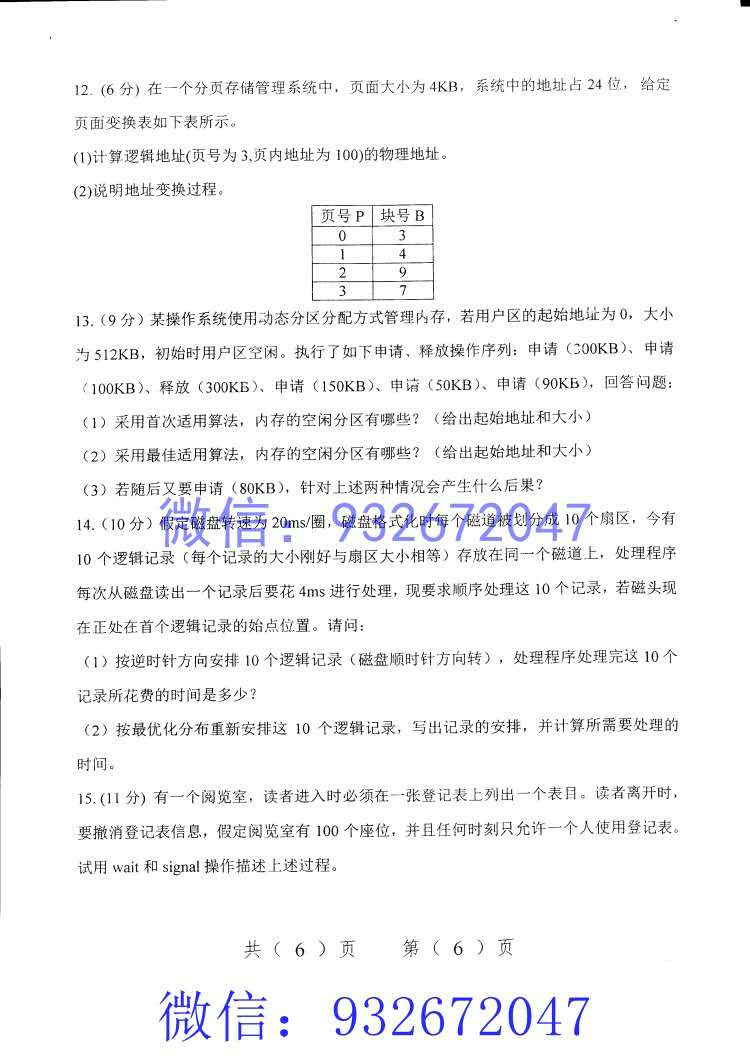 12. (6 分) 在一个分页存储管理系统中，页面大小为 4KB，系统中的地址占 24 位， 给定
页面变换表如下表所示。
(1)计算逻辑地址(页号为 3,页内地址为 100)的物理地址。
(2)说明地址变换过程。
页号 P 块号 B
0 3
1 4
2 9
3 7
13.（9 分）某操作系统使用动态分区分配方式管理内存，若用户区的起始地址为 0，大小
为 512KB，初始时用户区空闲。执行了如下申请、释放操作序列：申请（300KB）、申请
（100KB）、释放（300KB）、申请（150KB）、申请（50KB）、申请（90KB），回答问题：
（1）采用首次适用算法，内存的空闲分区有哪些？（给出起始地址和大小）
（2）采用最佳适用算法，内存的空闲分区有哪些？（给出起始地址和大小）
（3）若随后又要申请（80KB），针对上述两种情况会产生什么后果？
微信：932672047
14.（10 分）假定磁盘转速为 20ms/圈，磁盘格式化时每个磁道被划分成 10 个扇区，今有
10 个逻辑记录（每个记录的大小刚好与扇区大小相等）存放在同一个磁道上，处理程序
每次从磁盘读出一个记录后要花 4ms 进行处理，现要求顺序处理这 10 个记录，若磁头现
在正处在首个逻辑记录的始点位置。请问：
（1）按逆时针方向安排 10 个逻辑记录（磁盘顺时针方向转），处理程序处理完这 10 个
记录所花费的时间是多少？
（2）按最优化分布重新安排这 10 个逻辑记录，写出记录的安排，并计算所需要处理的
时间。
15. (11 分) 有一个阅览室，读者进入时必须在一张登记表上列出一个表目。读者离开时，
要撤消登记表信息，假定阅览室有 100 个座位，并且任何时刻只允许一个人使用登记表。
试用 wait 和 signal 操作描述上述过程。
共（ 6 ）页 第（ 6 ）页
微信：932672047